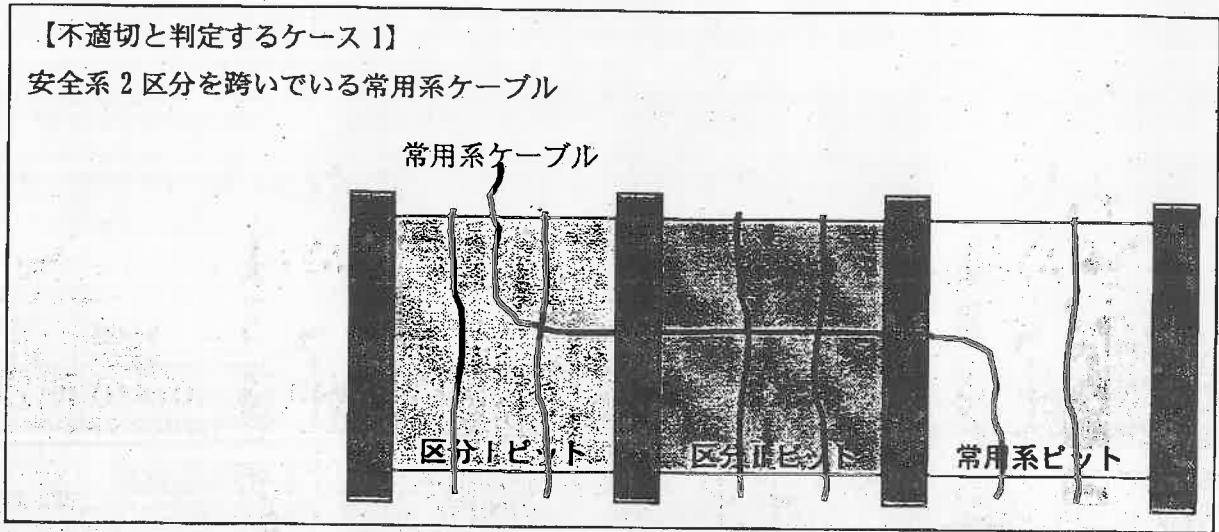 【不適切と判定するケース1】
安全系2区分を跨いでいる常用系ケーブル
常用系ケーブル
区分Ⅰピット
区分Ⅱピット
常用系ピット